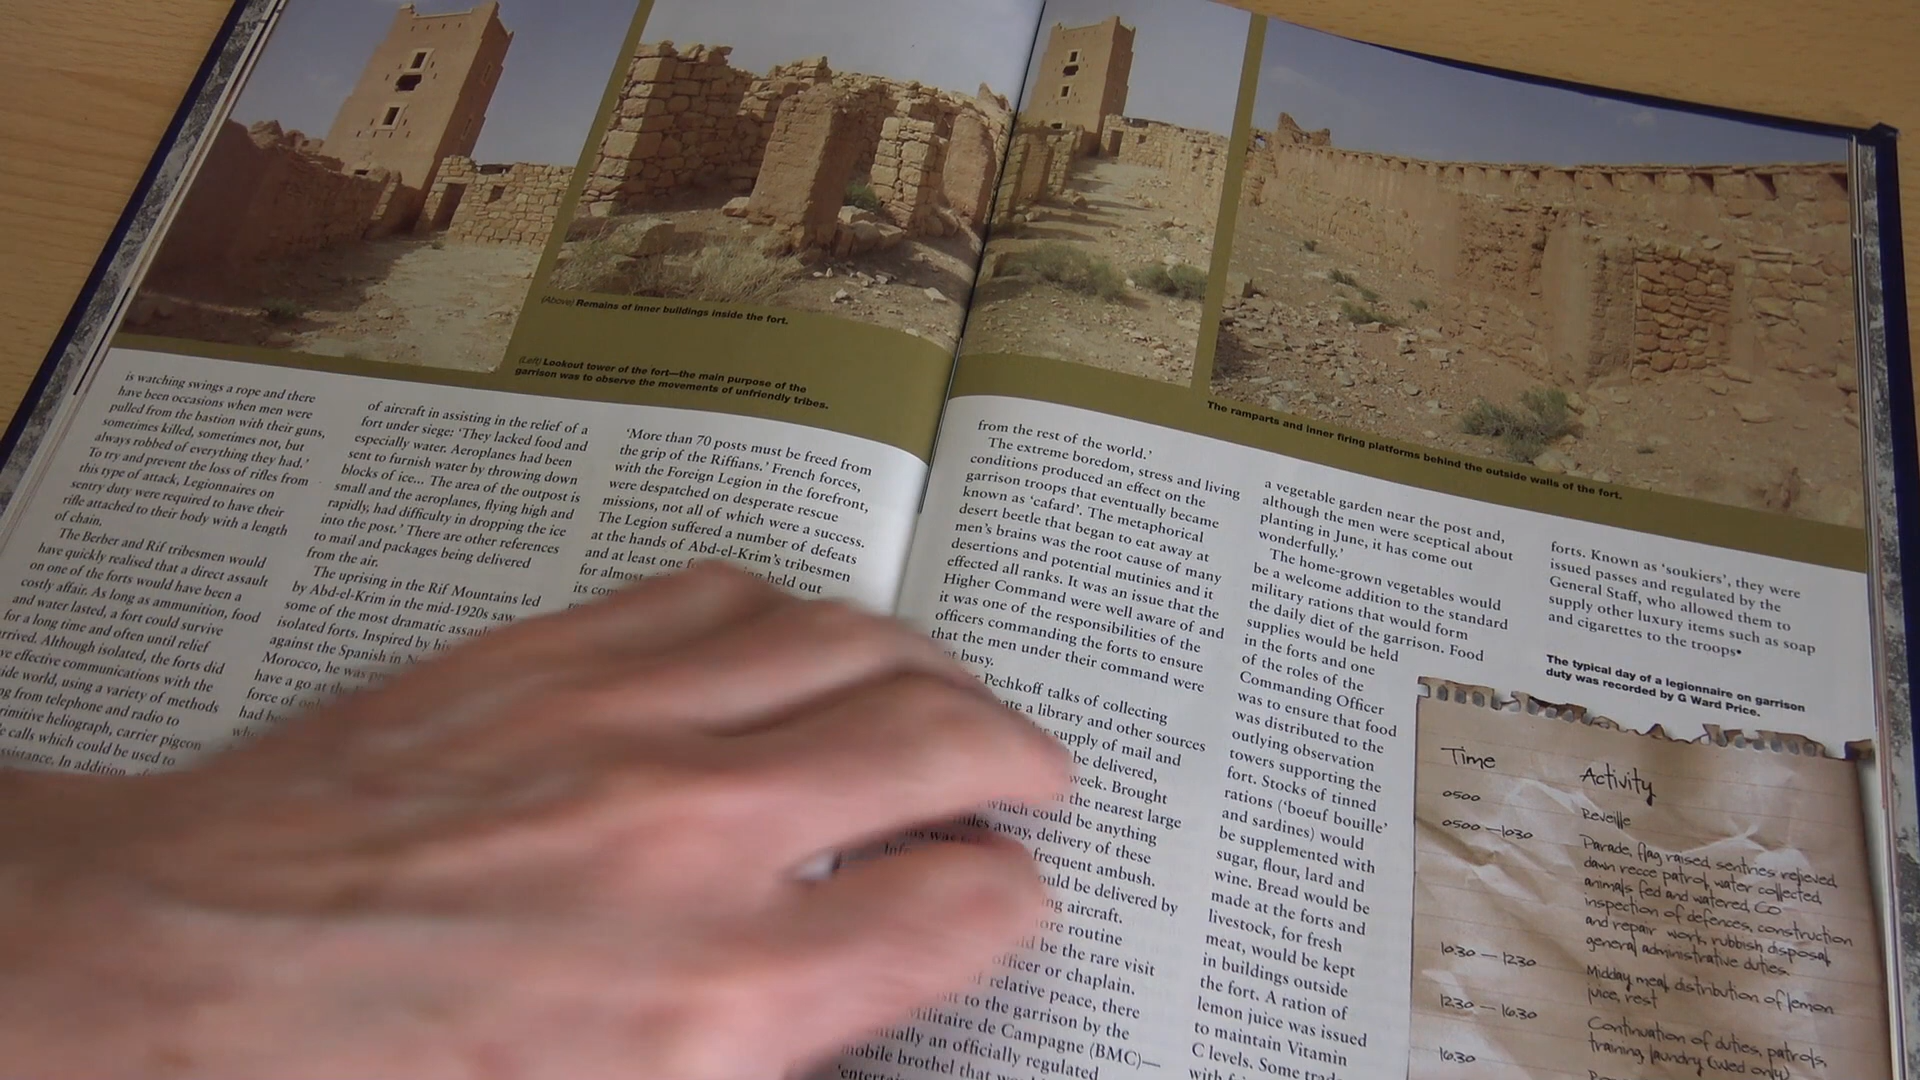 (Above) Remains of inner buildings inside the fort.
(Left) Lookout tower of the fort—the main purpose of the
garrison was to observe the movements of unfriendly tribes.
The ramparts and inner firing platforms behind the outside walls of the fort.
is watching swings a rope and there
have been occasions when men were
pulled from the bastion with their guns,
sometimes killed, sometimes not, but
always robbed of everything they had.'
To try and prevent the loss of rifles from
this type of attack, Legionnaires on
sentry duty were required to have their
rifle attached to their body with a length
of chain.
The Berber and Rif tribesmen would
have quickly realised that a direct assault
on one of the forts would have been a
costly affair. As long as ammunition, food
and water lasted, a fort could survive
for a long time and often until relief
arrived. Although isolated, the forts did
effective communications with the
world, using a variety of methods
from telephone and radio to
primitive heliograph, carrier pigeon
calls which could be used to
assistance. In addition,
of aircraft in assisting in the relief of a
fort under siege: 'They lacked food and
especially water. Aeroplanes had been
sent to furnish water by throwing down
blocks of ice... The area of the outpost is
small and the aeroplanes, flying high and
rapidly, had difficulty in dropping the ice
into the post.' There are other references
to mail and packages being delivered
from the air.
The uprising in the Rif Mountains led
by Abd-el-Krim in the mid-1920s saw
some of the most dramatic
isolated forts. Inspired by his
against the Spanish in
Morocco, he was
have a go at the
force of
had
'More than 70 posts must be freed from
the grip of the Riffians.' French forces,
with the Foreign Legion in the forefront,
were despatched on desperate rescue
missions, not all of which were a success.
The Legion suffered a number of defeats
at the hands of Abd-el-Krim's tribesmen
and at least one held out
for almost
its
from the rest of the world.'
The extreme boredom, stress and living
conditions produced an effect on the
garrison troops that eventually became
known as 'cafard'. The metaphorical
desert beetle that began to eat away at
men's brains was the root cause of many
desertions and potential mutinies and it
effected all ranks. It was an issue that the
Higher Command were well aware of and
it was one of the responsibilities of the
officers commanding the forts to ensure
that the men under their command were
busy.
Pechkoff talks of collecting
a library and other sources
supply of mail and
be delivered,
week. Brought
the nearest large
which could be anything
miles away, delivery of these
frequent ambush.
could be delivered by
aircraft.
more routine
be the rare visit
officer or chaplain.
relative peace, there
to the garrison by the
Militaire de Campagne (BMC)—
an officially regulated
mobile brothel that
a vegetable garden near the post and,
although the men were sceptical about
planting in June, it has come out
wonderfully.'
The home-grown vegetables would
be a welcome addition to the standard
military rations that would form
the daily diet of the garrison. Food
supplies would be held
in the forts and one
of the roles of the
Commanding Officer
was to ensure that food
was distributed to the
outlying observation
towers supporting the
fort. Stocks of tinned
rations ('boeuf bouille'
and sardines) would
be supplemented with
sugar, flour, lard and
wine. Bread would be
made at the forts and
livestock, for fresh
meat, would be kept
in buildings outside
the fort. A ration of
lemon juice was issued
to maintain Vitamin
C levels. Some
forts. Known as 'soukiers', they were
issued passes and regulated by the
General Staff, who allowed them to
supply other luxury items such as soap
and cigarettes to the troops•
The typical day of a legionnaire on garrison
duty was recorded by G Ward Price.
Time Activity
0500 Reveille
0500 – 1030 Parade, flag raised, sentries relieved,
dawn recce patrol, water collected,
animals fed and watered, CO
inspection of defences, construction
and repair work, rubbish disposal,
general administrative duties.
10.30 – 1230 Midday meal, distribution of lemon
juice, rest
1230 – 16.30 Continuation of duties, patrols,
training, laundry (wed only)
16.30